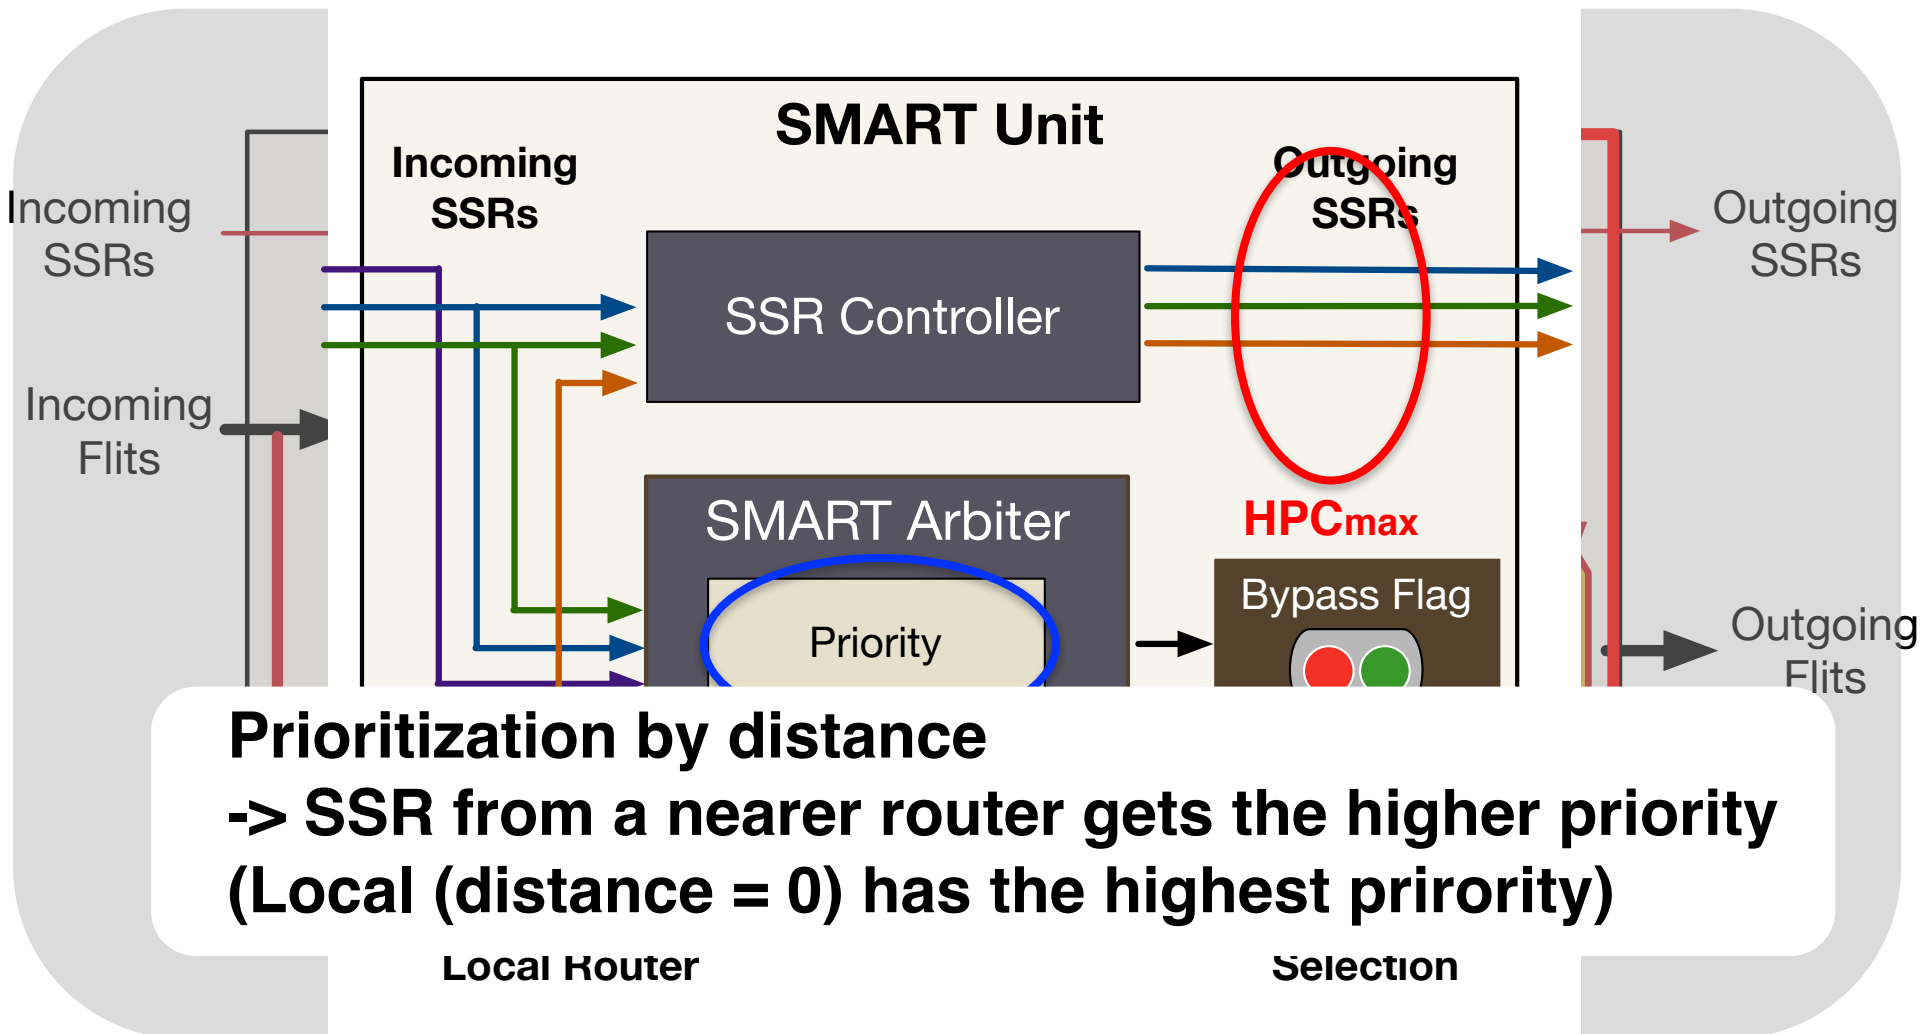 SMART Unit
Incoming
SSRs
Outgoing
SSRs
Incoming
SSRs
Outgoing
SSRs
SSR Controller
Incoming
Flits
SMART Arbiter
HPCmax
Bypass Flag
Priority
Outgoing
Flits
Prioritization by distance
-> SSR from a nearer router gets the higher priority
(Local (distance = 0) has the highest prirority)
Local Router
Selection